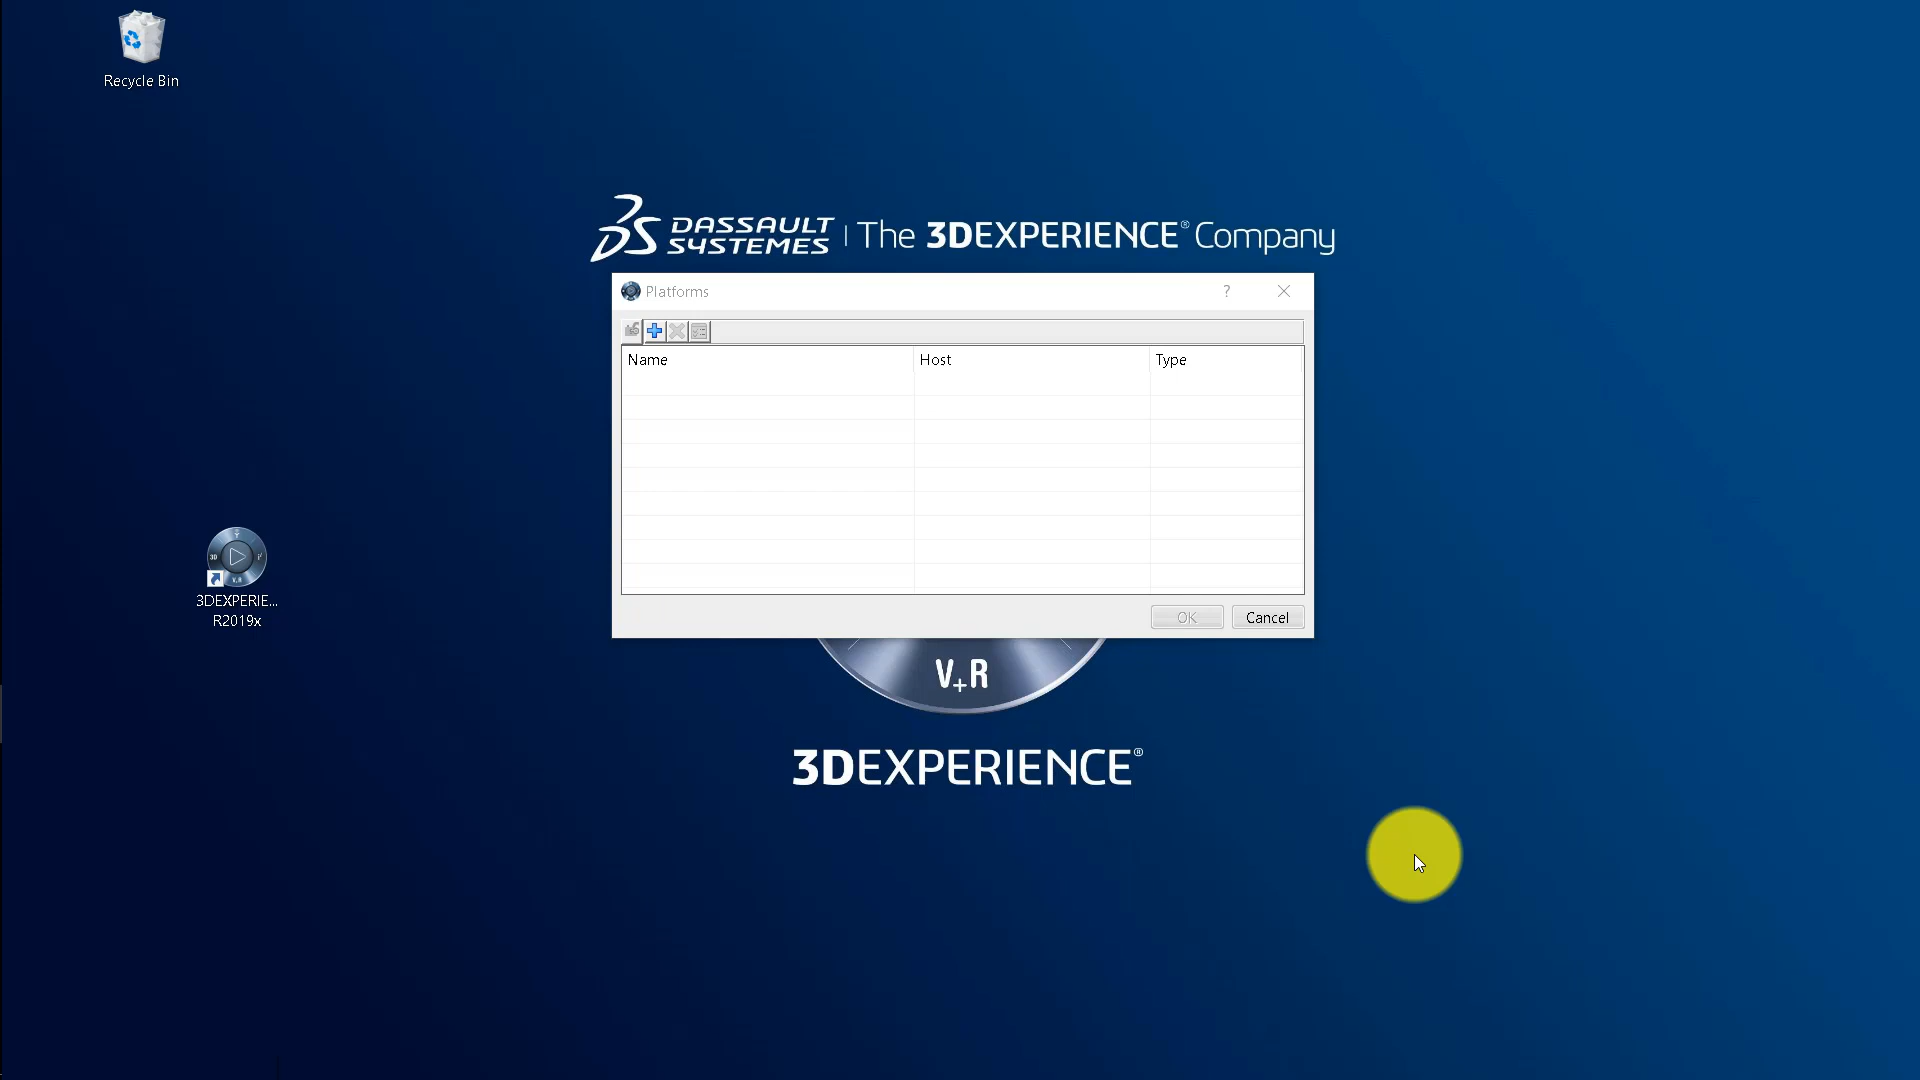 Recycle Bin
DASSAULT SYSTEMES | The 3DEXPERIENCE® Company
Platforms
?
Name Host Type
3DEXPERIE...
R2019x
OK Cancel
V+R
3DEXPERIENCE®